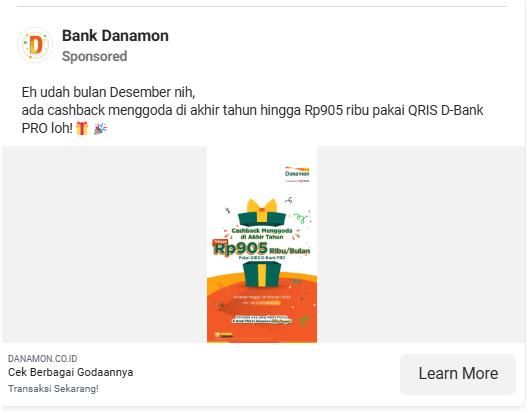 Bank Danamon
Sponsored
Eh udah bulan Desember nih,
ada cashback menggoda di akhir tahun hingga Rp905 ribu pakai QRIS D-Bank
PRO loh!🎁 🎉
Danamon
Cashback Menggoda
di Akhir Tahun
Rp905 Ribu/Bulan
Pakai QRIS D-Bank PRO
DANAMON.CO.ID
Cek Berbagai Godaannya
Transaksi Sekarang!
Learn More